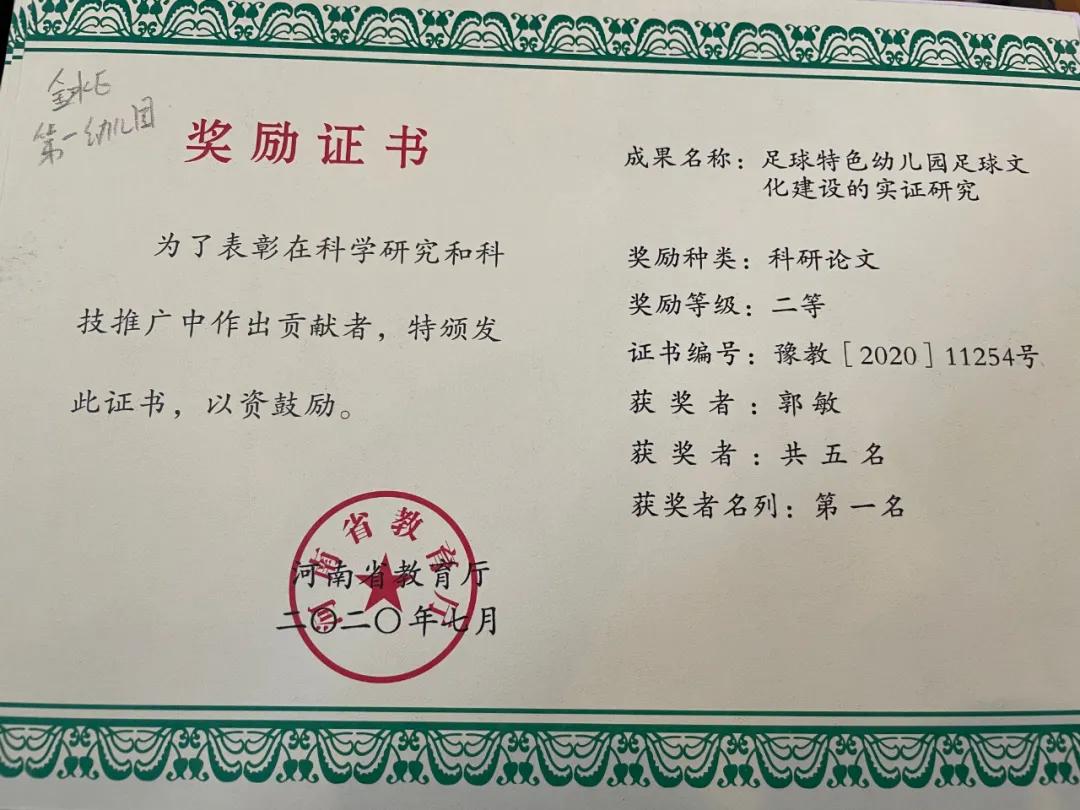 金水区
第一幼儿园
奖励证书
为了表彰在科学研究和科
技推广中作出贡献者，特颁发
此证书，以资鼓励。
河南省教育厅
河南省教育厅
二〇二〇年七月
成果名称：足球特色幼儿园足球文
化建设的实证研究
奖励种类：科研论文
奖励等级：二等
证书编号：豫教［2020］11254号
获奖者：郭敏
获奖者：共五名
获奖者名列：第一名